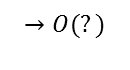 → O(?)